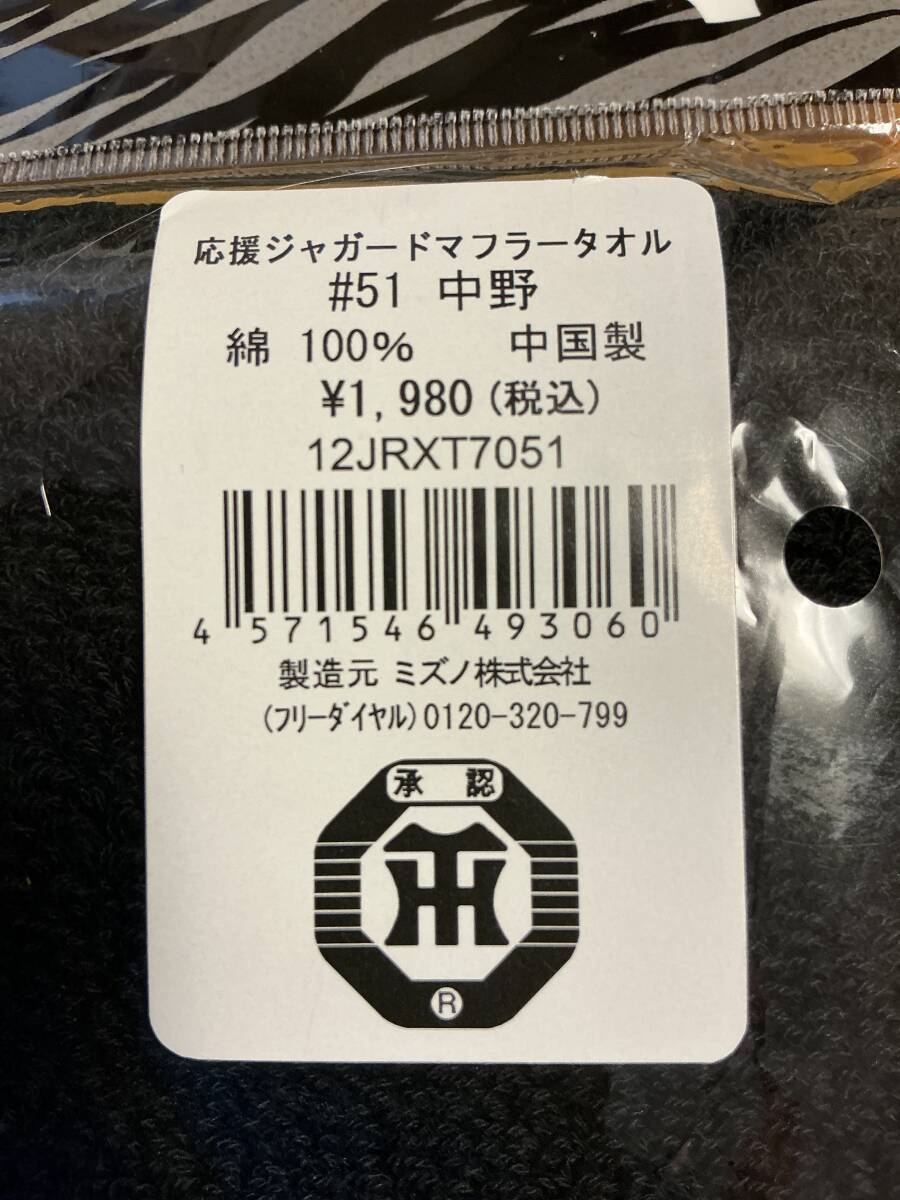 応援ジャガードマフラータオル
#51 中野
綿 100% 中国製
¥1,980(税込)
12JRXT7051
4 571546 493060
製造元 ミズノ株式会社
(フリーダイヤル)0120-320-799
承認
TH
R